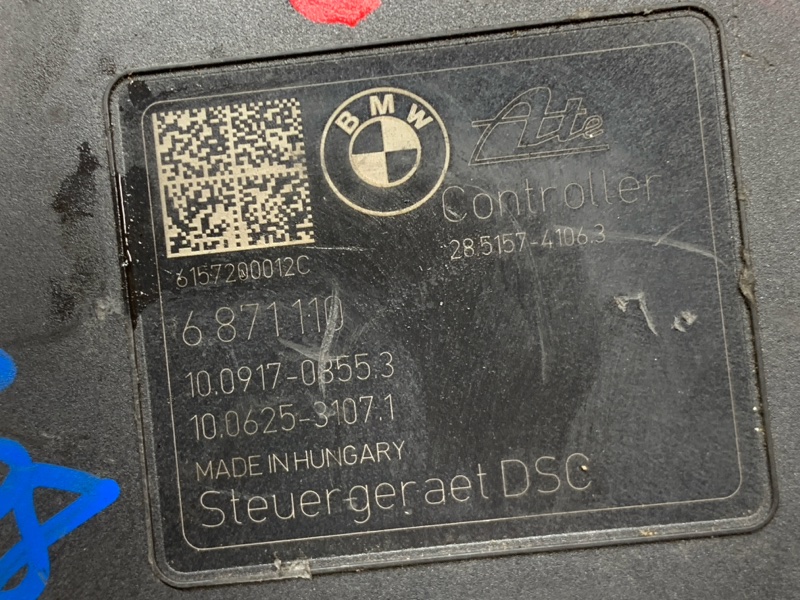 BMW
Ate
Controller
28.5157-4106.3
6157200012C
6 871 110
10.0917-0855.3
10.0625-3107.1
MADE IN HUNGARY
Steuergeraet DSC